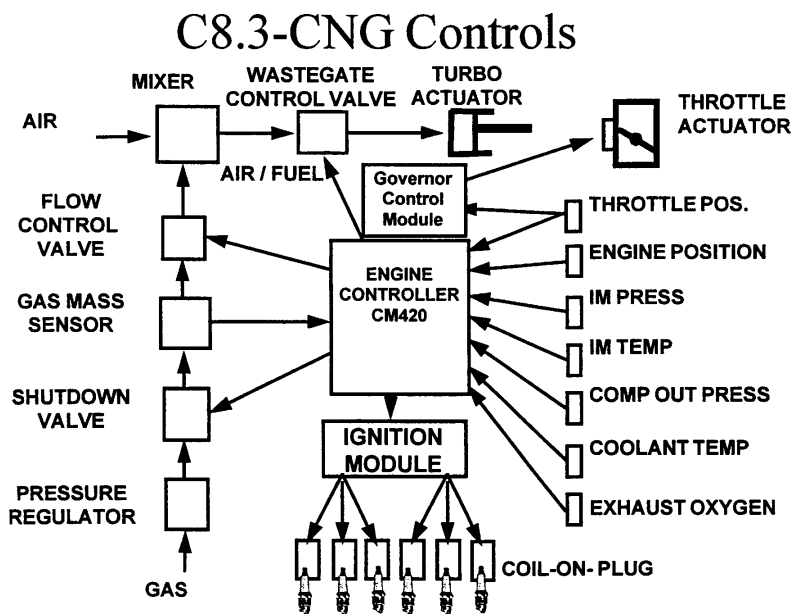 C8.3-CNG Controls
MIXER
WASTEGATE
CONTROL VALVE
TURBO
ACTUATOR
THROTTLE
ACTUATOR
AIR
AIR / FUEL
Governor
Control
Module
FLOW
CONTROL
VALVE
THROTTLE POS.
ENGINE POSITION
ENGINE
CONTROLLER
CM420
GAS MASS
SENSOR
IM PRESS
IM TEMP
SHUTDOWN
VALVE
COMP OUT PRESS
IGNITION
MODULE
COOLANT TEMP
PRESSURE
REGULATOR
EXHAUST OXYGEN
GAS
COIL-ON- PLUG